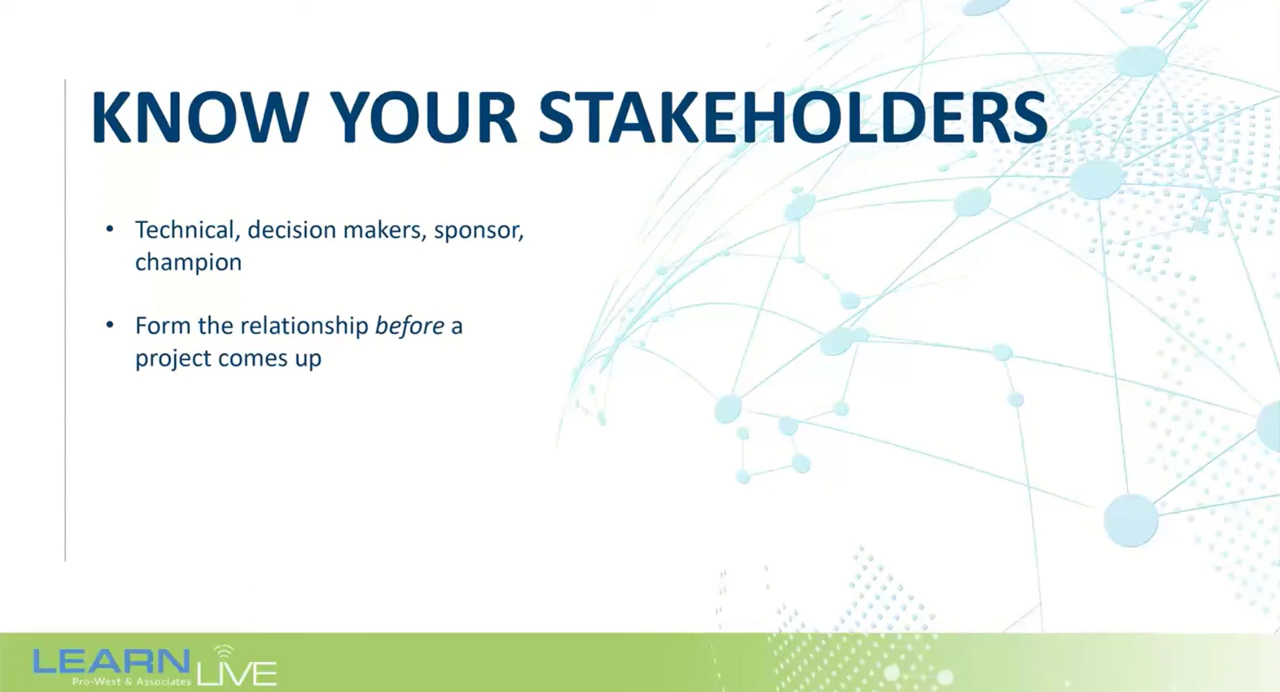 KNOW YOUR STAKEHOLDERS
• Technical, decision makers, sponsor,
champion
• Form the relationship before a
project comes up
LEARN LIVE
Pro-West & Associates